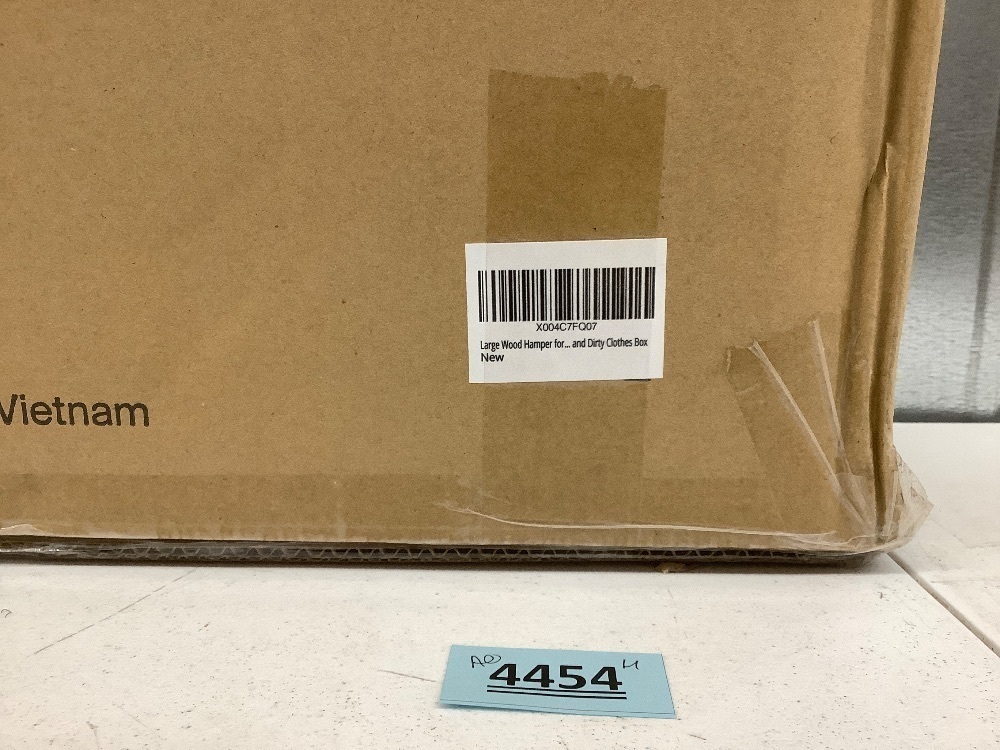 X004C7FQ07
Large Wood Hamper for... and Dirty Clothes Box
New
Vietnam
4454